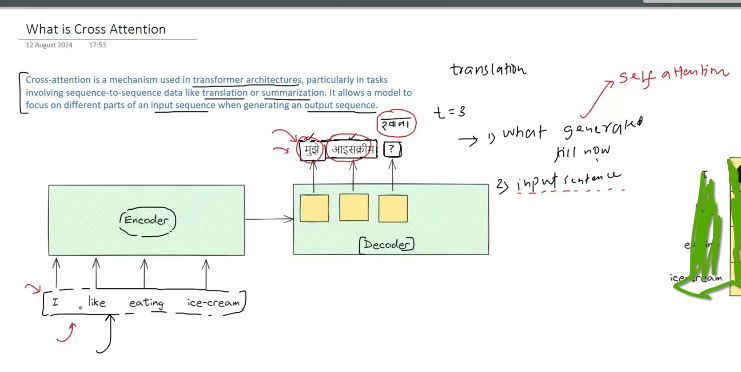 What is Cross Attention
12 August 2024 17:53
Cross-attention is a mechanism used in transformer architectures, particularly in tasks
involving sequence-to-sequence data like translation or summarization. It allows a model to
focus on different parts of an input sequence when generating an output sequence.
translation
self attention
t=3
→ 1) what generated
till now
2) input sentence
खाना
मुझे आइसक्रीम ?
Encoder
Decoder
I like eating ice-cream
I
ice-cream